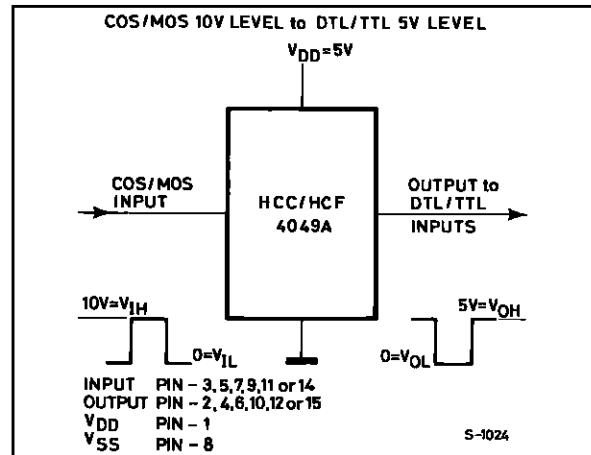 COS/MOS 10V LEVEL to DTL/TTL 5V LEVEL
VDD=5V
COS/MOS
INPUT
HCC/HCF
4049A
OUTPUT to
DTL/TTL
INPUTS
10V=VIH
0=VIL
5V=VOH
0=VOL
INPUT PIN - 3,5,7,9,11 or 14
OUTPUT PIN - 2,4,6,10,12 or 15
VDD PIN - 1
VSS PIN - 8
S-1024